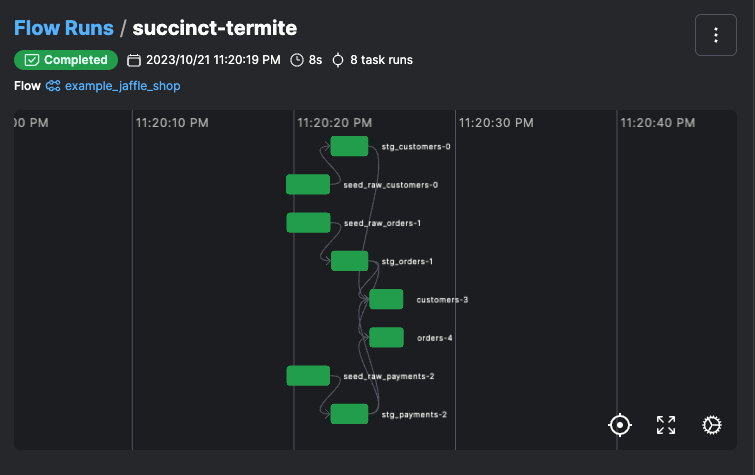 Flow Runs / succinct-termite
Completed 2023/10/21 11:20:19 PM 8s 8 task runs
Flow example_jaffle_shop
:00 PM 11:20:10 PM 11:20:20 PM 11:20:30 PM 11:20:40 PM
stg_customers-0
seed_raw_customers-0
seed_raw_orders-1
stg_orders-1
customers-3
orders-4
seed_raw_payments-2
stg_payments-2